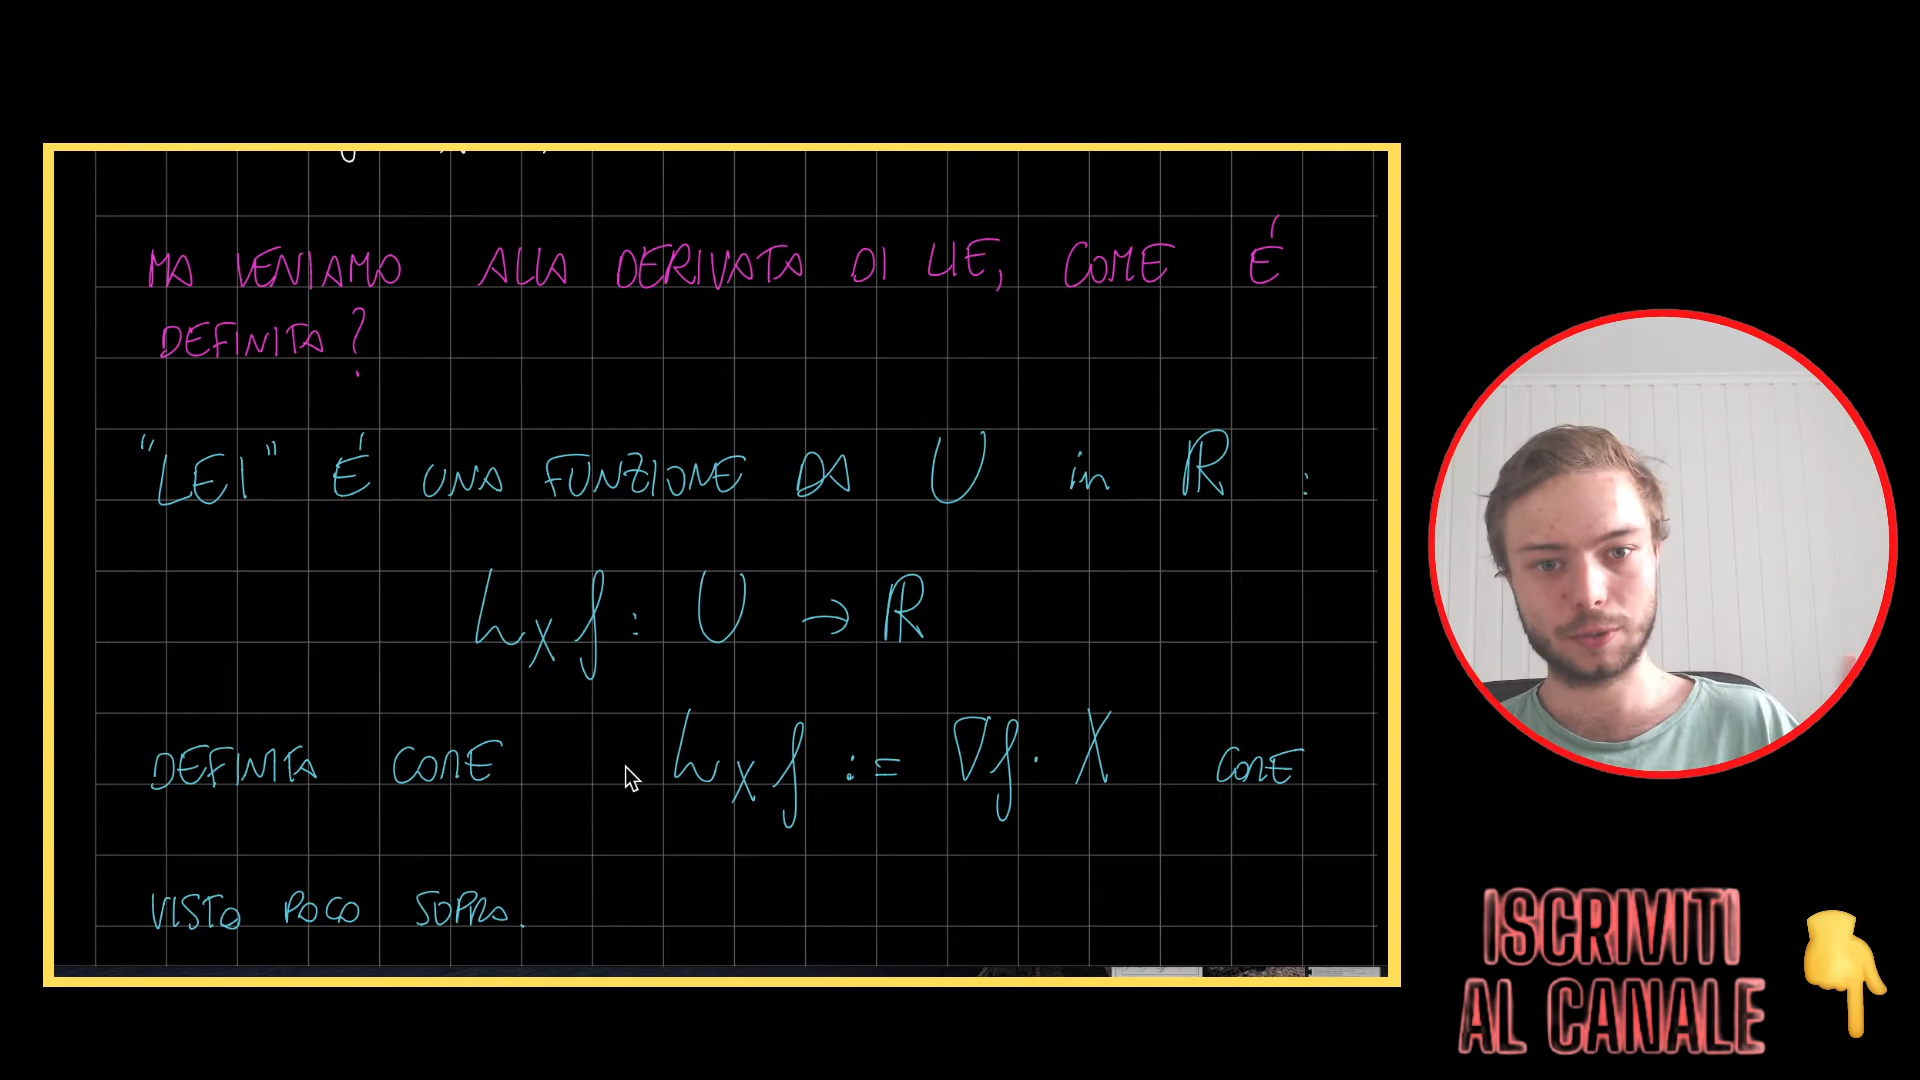 MA VENIAMO ALLA DERIVATA DI LIE, COME É
DEFINITA?
"LEI" É UNA FUNZIONE DA U in ℝ :
L_X f : U → ℝ
DEFINITA COME L_X f := ∇f · X COME
VISTO POCO SOPRA.
ISCRIVITI
AL CANALE